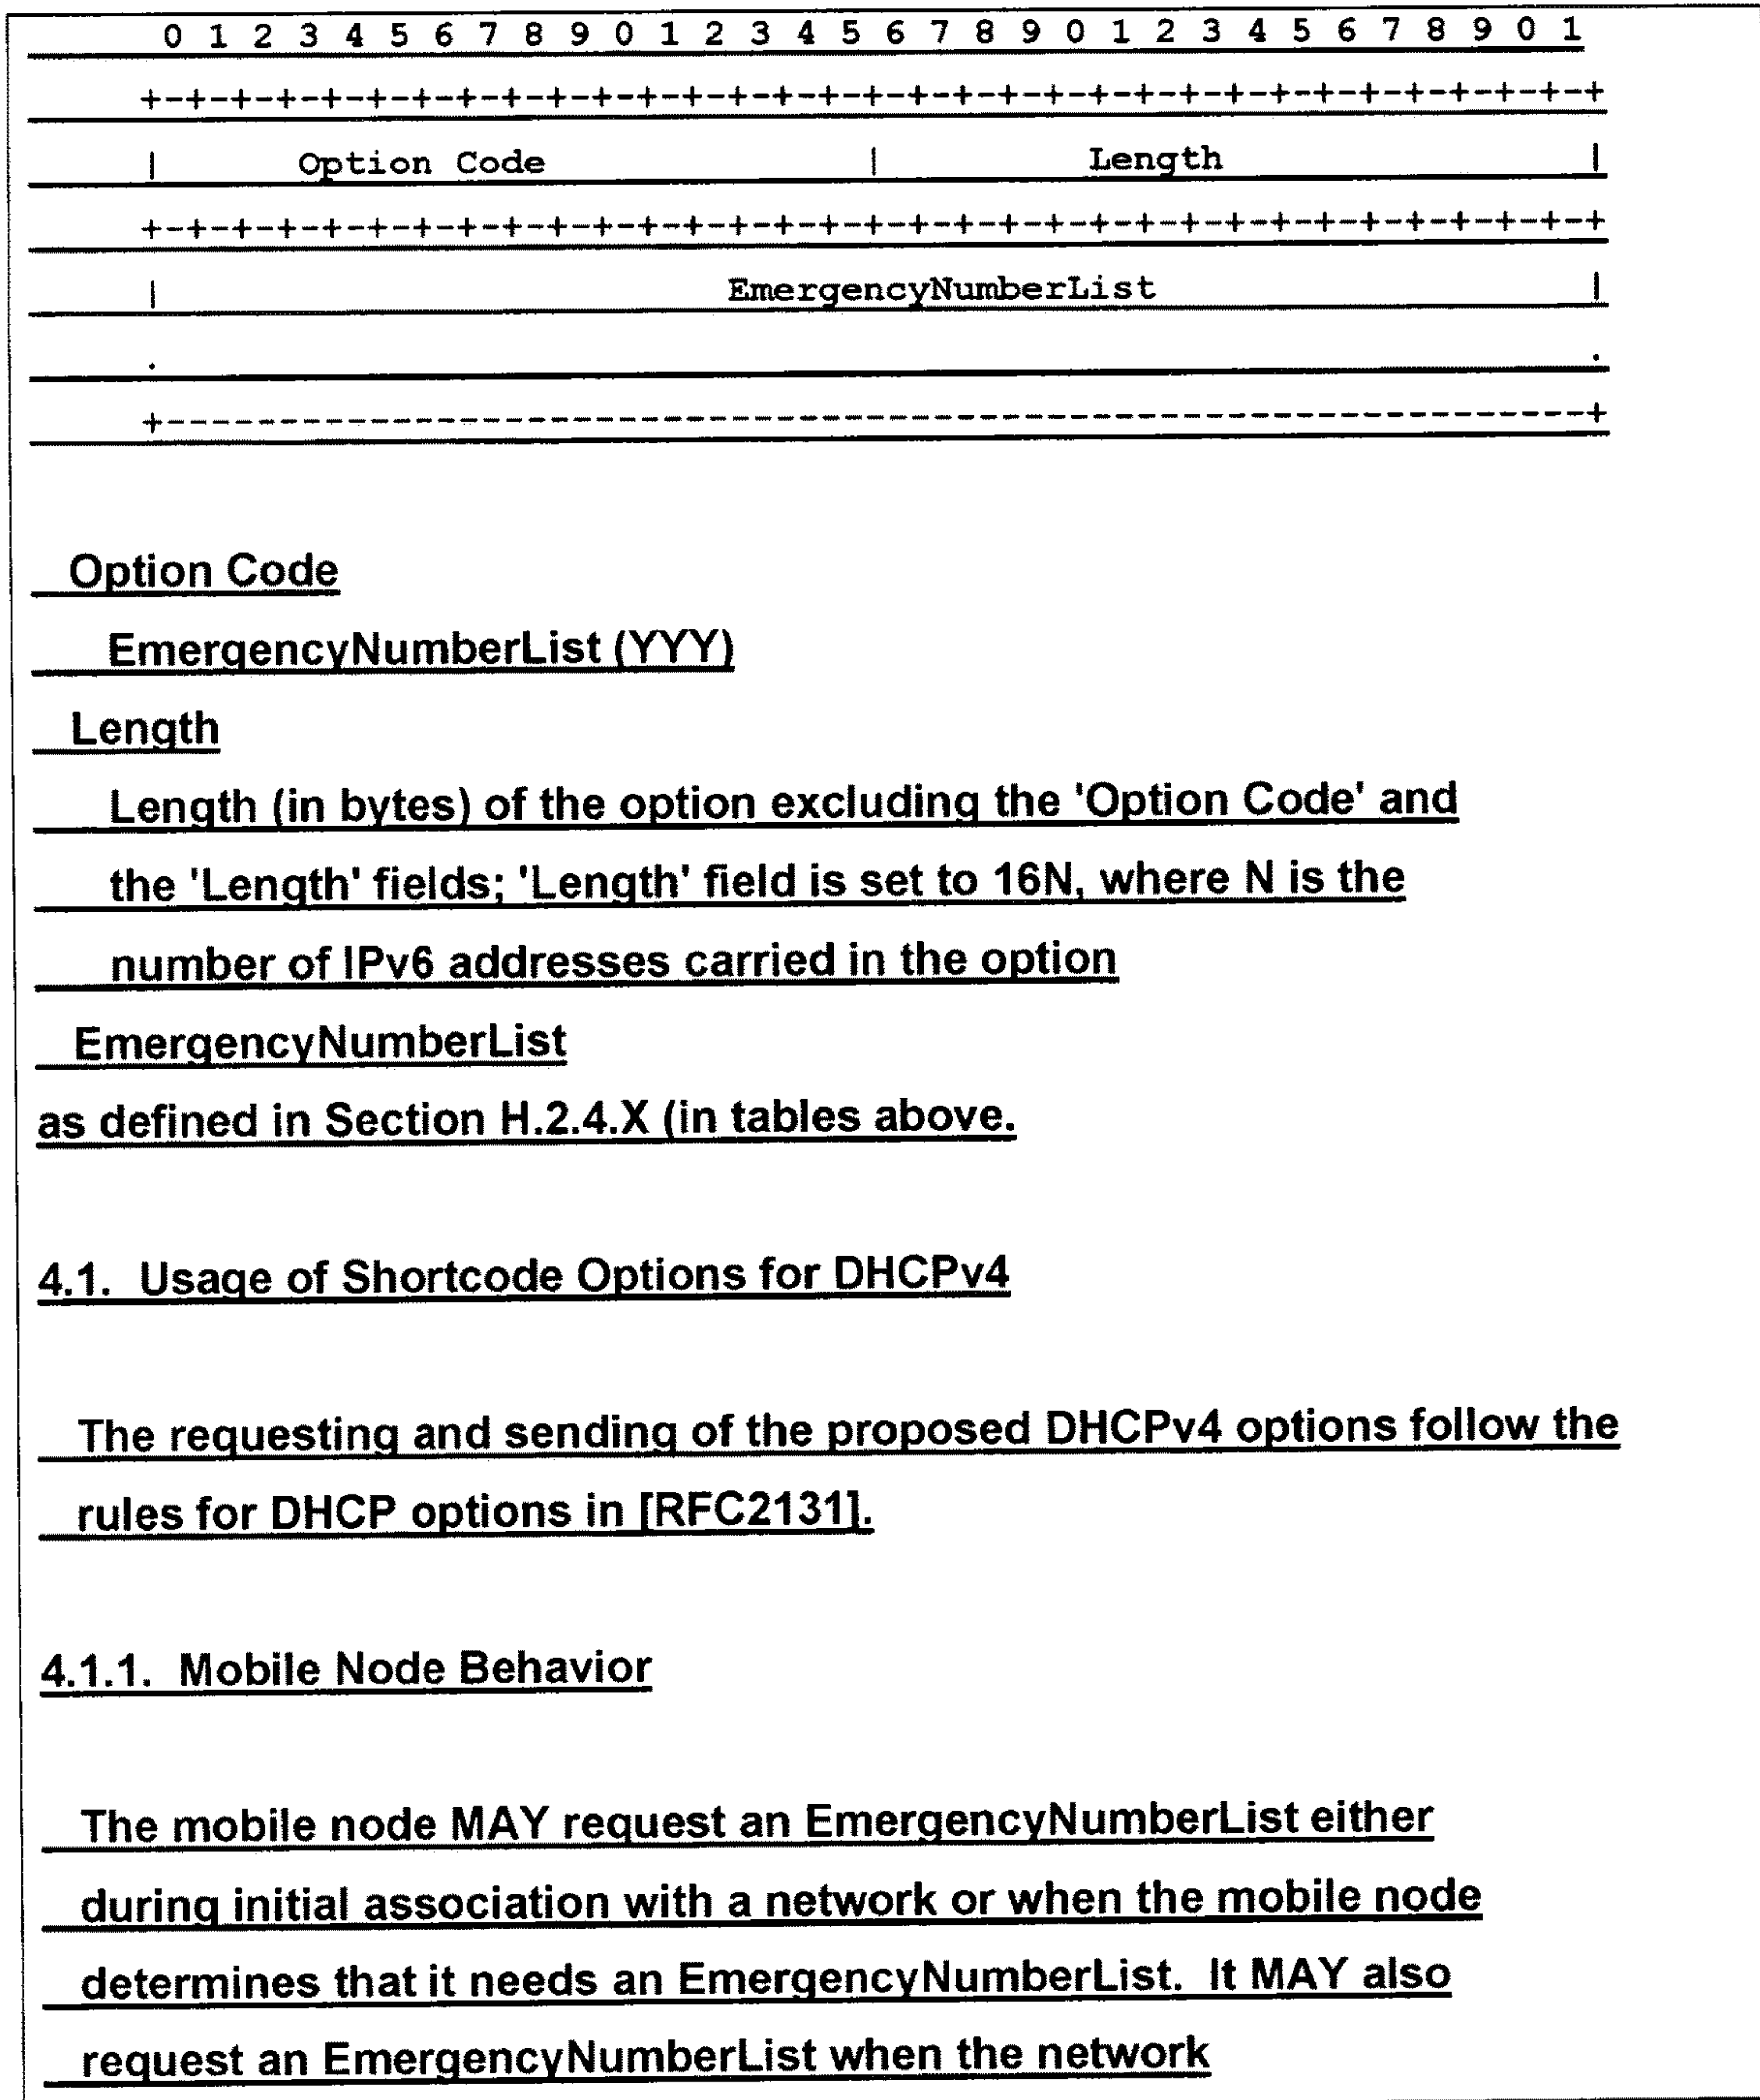 0 1 2 3 4 5 6 7 8 9 0 1 2 3 4 5 6 7 8 9 0 1 2 3 4 5 6 7 8 9 0 1
+-+-+-+-+-+-+-+-+-+-+-+-+-+-+-+-+-+-+-+-+-+-+-+-+-+-+-+-+-+-+-+-+
| Option Code | Length |
+-+-+-+-+-+-+-+-+-+-+-+-+-+-+-+-+-+-+-+-+-+-+-+-+-+-+-+-+-+-+-+-+
| EmergencyNumberList |
. .
+---------------------------------------------------------------+
Option Code
EmergencyNumberList (YYY)
Length
Length (in bytes) of the option excluding the 'Option Code' and
the 'Length' fields; 'Length' field is set to 16N, where N is the
number of IPv6 addresses carried in the option
EmergencyNumberList
as defined in Section H.2.4.X (in tables above.
4.1. Usage of Shortcode Options for DHCPv4
The requesting and sending of the proposed DHCPv4 options follow the
rules for DHCP options in [RFC2131].
4.1.1. Mobile Node Behavior
The mobile node MAY request an EmergencyNumberList either
during initial association with a network or when the mobile node
determines that it needs an EmergencyNumberList. It MAY also
request an EmergencyNumberList when the network